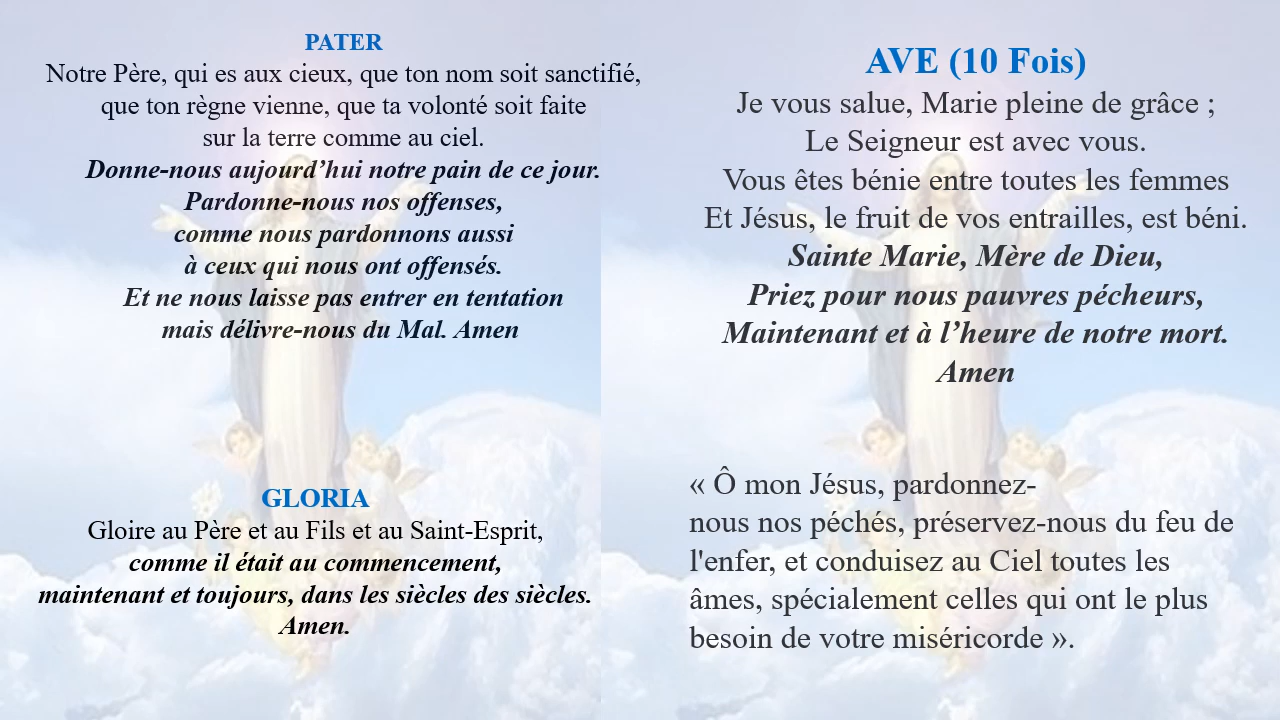 PATER
Notre Père, qui es aux cieux, que ton nom soit sanctifié,
que ton règne vienne, que ta volonté soit faite
sur la terre comme au ciel.
Donne-nous aujourd’hui notre pain de ce jour.
Pardonne-nous nos offenses,
comme nous pardonnons aussi
à ceux qui nous ont offensés.
Et ne nous laisse pas entrer en tentation
mais délivre-nous du Mal. Amen
GLORIA
Gloire au Père et au Fils et au Saint-Esprit,
comme il était au commencement,
maintenant et toujours, dans les siècles des siècles.
Amen.
AVE (10 Fois)
Je vous salue, Marie pleine de grâce ;
Le Seigneur est avec vous.
Vous êtes bénie entre toutes les femmes
Et Jésus, le fruit de vos entrailles, est béni.
Sainte Marie, Mère de Dieu,
Priez pour nous pauvres pécheurs,
Maintenant et à l’heure de notre mort.
Amen
« Ô mon Jésus, pardonnez-
nous nos péchés, préservez-nous du feu de
l'enfer, et conduisez au Ciel toutes les
âmes, spécialement celles qui ont le plus
besoin de votre miséricorde ».